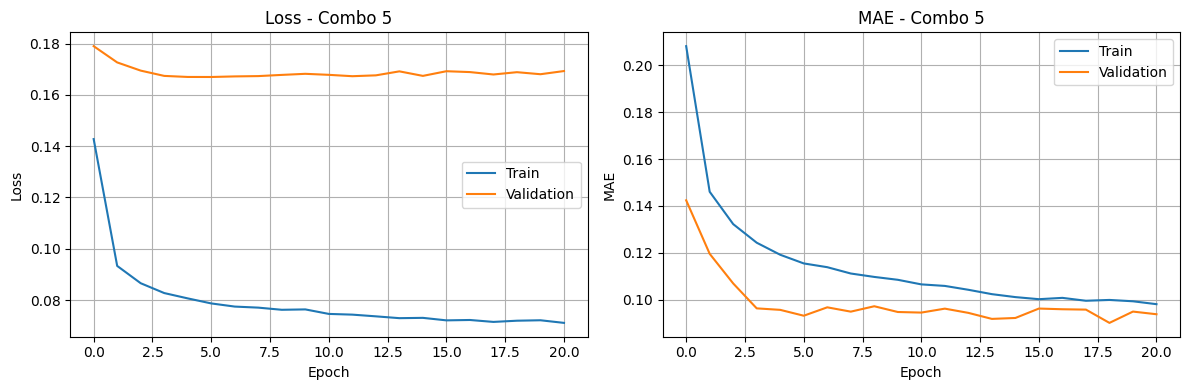 Loss - Combo 5
0.18
0.16
0.14
0.12
0.10
0.08
Loss
Train
Validation
0.0 2.5 5.0 7.5 10.0 12.5 15.0 17.5 20.0
Epoch
MAE - Combo 5
0.20
0.18
0.16
0.14
0.12
0.10
MAE
Train
Validation
0.0 2.5 5.0 7.5 10.0 12.5 15.0 17.5 20.0
Epoch